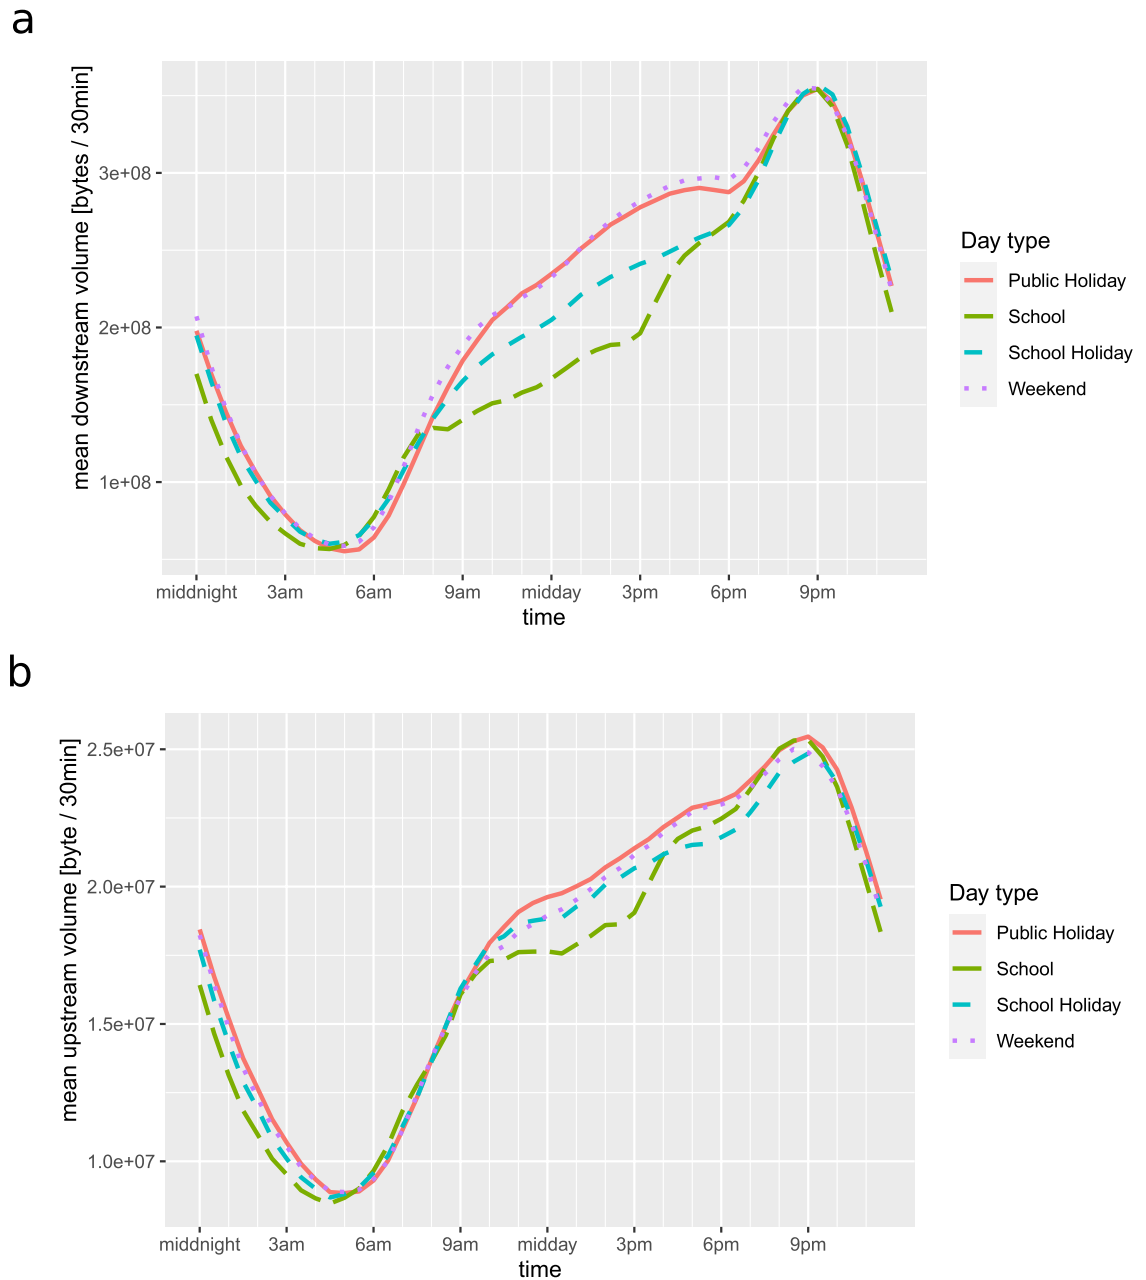 a
mean downstream volume [bytes / 30min]
3e+08
2e+08
1e+08
middnight 3am 6am 9am midday 3pm 6pm 9pm
time
Day type
Public Holiday
School
School Holiday
Weekend
b
mean upstream volume [byte / 30min]
2.5e+07
2.0e+07
1.5e+07
1.0e+07
middnight 3am 6am 9am midday 3pm 6pm 9pm
time
Day type
Public Holiday
School
School Holiday
Weekend